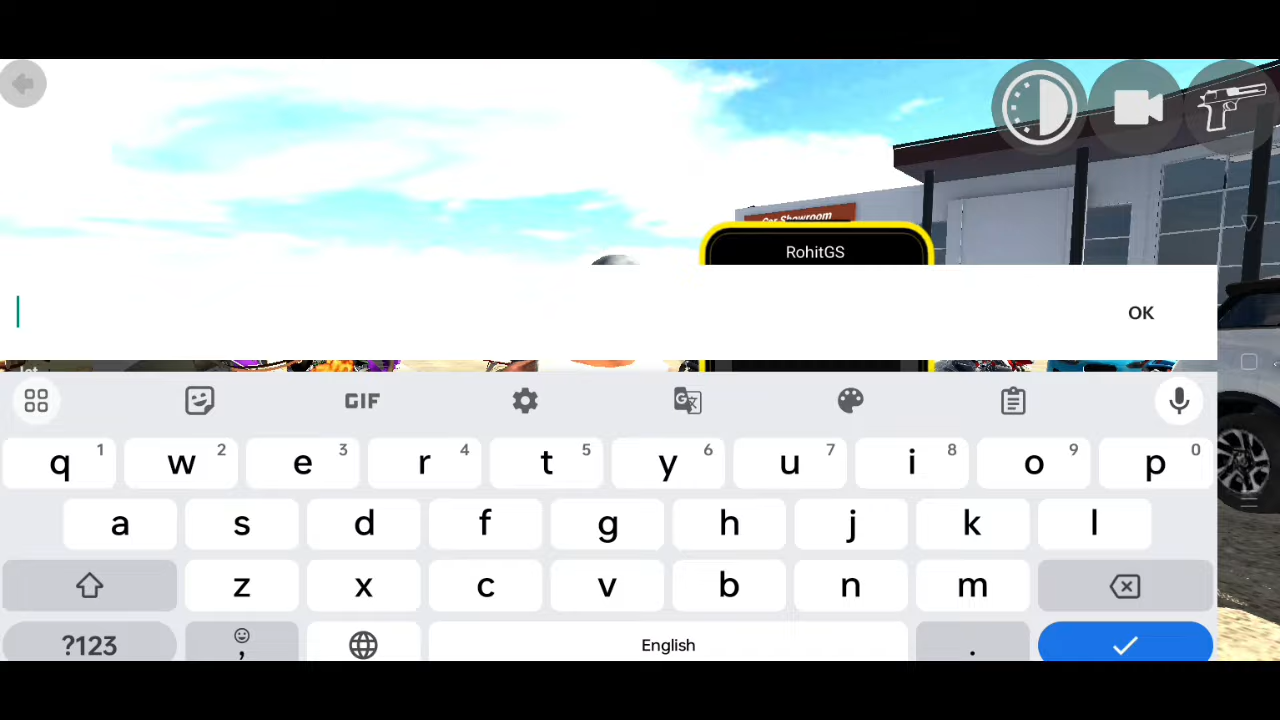 Car Showroom
RohitGS
OK
GIF
q 1 w 2 e 3 r 4 t 5 y 6 u 7 i 8 o 9 p 0
a s d f g h j k l
z x c v b n m
?123 , English .